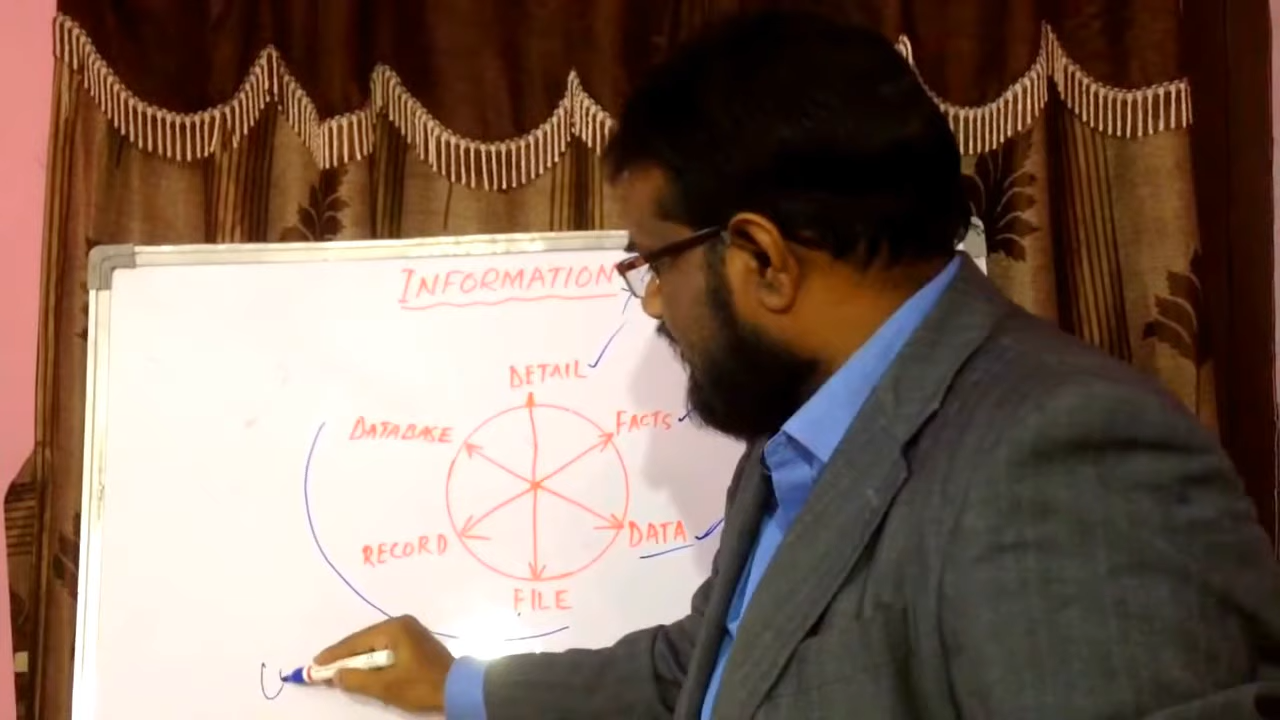 INFORMATION
DETAIL
DATABASE
FACTS
RECORD
DATA
FILE